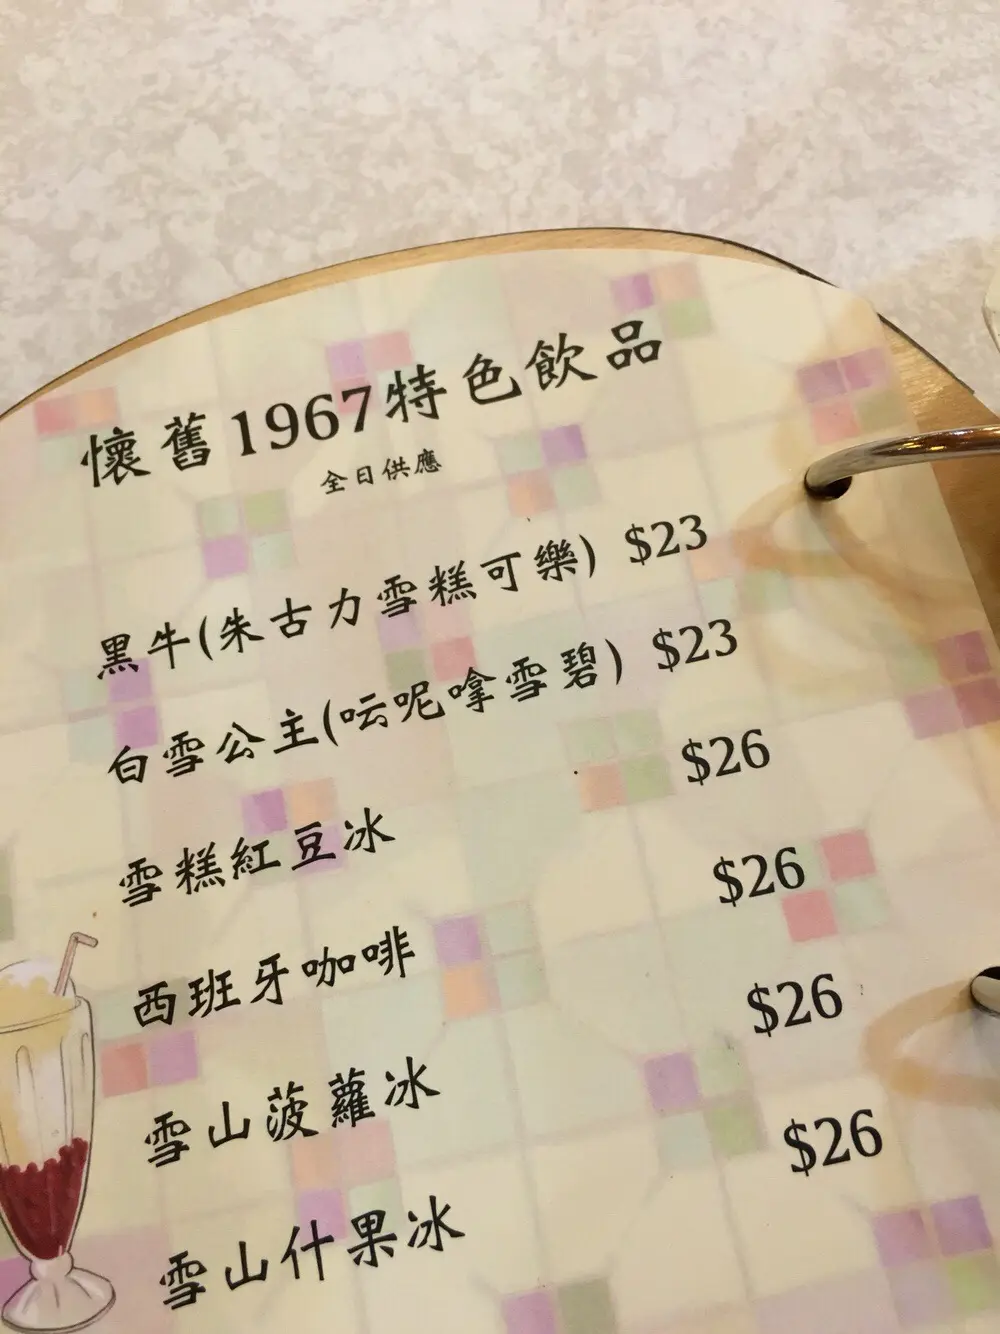 懷舊1967特色飲品
全日供應
黑牛(朱古力雪糕可樂) $23
白雪公主(呍呢嗱雪碧) $23
雪糕紅豆冰 $26
西班牙咖啡 $26
雪山菠蘿冰 $26
雪山什果冰 $26